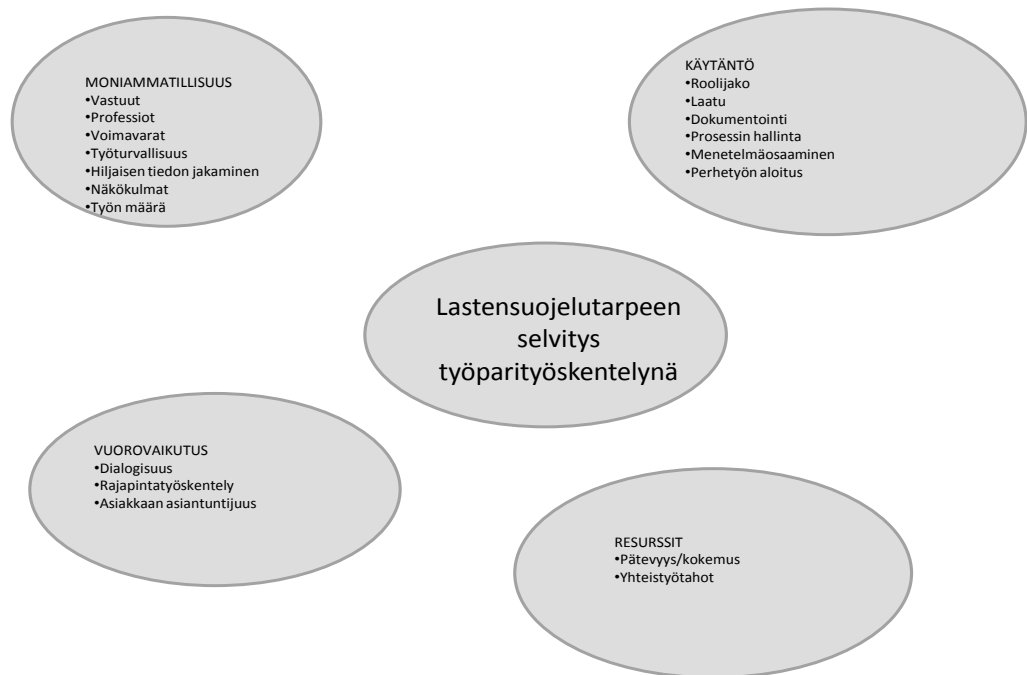 MONIAMMATILLISUUS
•Vastuut
•Professiot
•Voimavarat
•Työturvallisuus
•Hiljaisen tiedon jakaminen
•Näkökulmat
•Työn määrä
KÄYTÄNTÖ
•Roolijako
•Laatu
•Dokumentointi
•Prosessin hallinta
•Menetelmäosaaminen
•Perhetyön aloitus
Lastensuojelutarpeen
selvitys
työparityöskentelynä
VUOROVAIKUTUS
•Dialogisuus
•Rajapintatyöskentely
•Asiakkaan asiantuntijuus
RESURSSIT
•Pätevyys/kokemus
•Yhteistyötahot